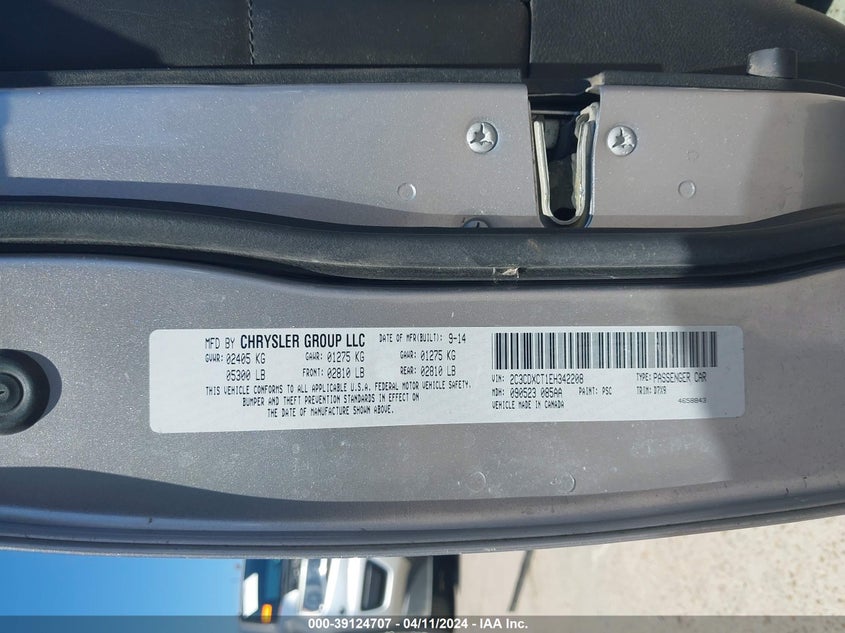 MFD BY CHRYSLER GROUP LLC DATE OF MFR(BUILT): 9-14
GVWR: 02405 KG GAWR: 01275 KG GAWR: 01275 KG
05300 LB FRONT: 02810 LB REAR: 02810 LB
THIS VEHICLE CONFORMS TO ALL APPLICABLE U.S.A. FEDERAL MOTOR VEHICLE SAFETY,
BUMPER AND THEFT PREVENTION STANDARDS IN EFFECT ON
THE DATE OF MANUFACTURE SHOWN ABOVE.
VIN: 2C3CDXCT1EH342208 TYPE: PASSENGER CAR
MDH: 090523 085AA PAINT: PSC TRIM: D7X9
VEHICLE MADE IN CANADA 4658843
000-39124707 - 04/11/2024 - IAA Inc.